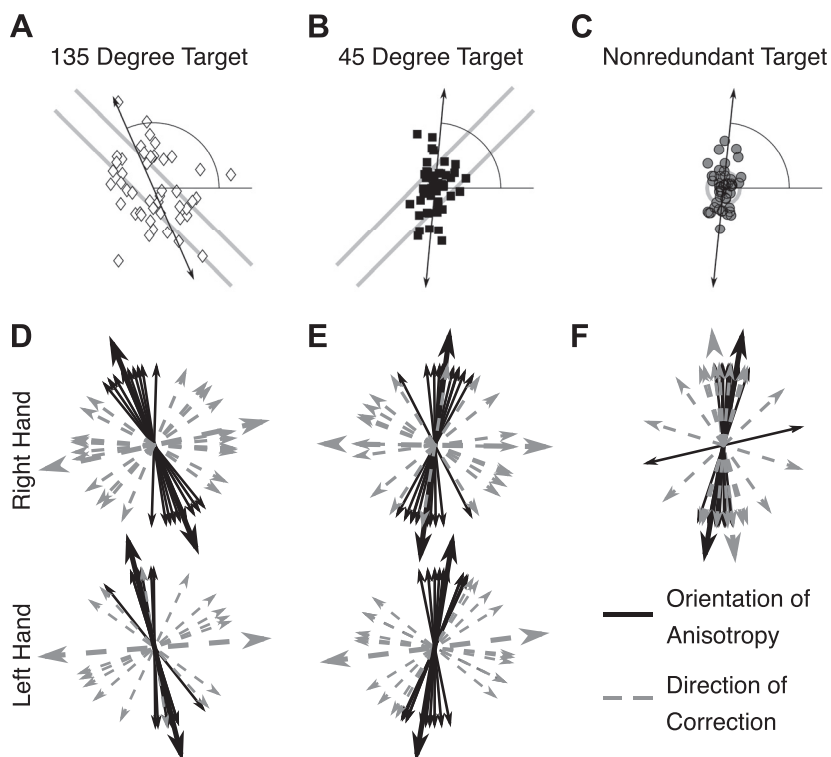 A
135 Degree Target
B
45 Degree Target
C
Nonredundant Target
D
E
F
Right Hand
Left Hand
Orientation of
Anisotropy
Direction of
Correction